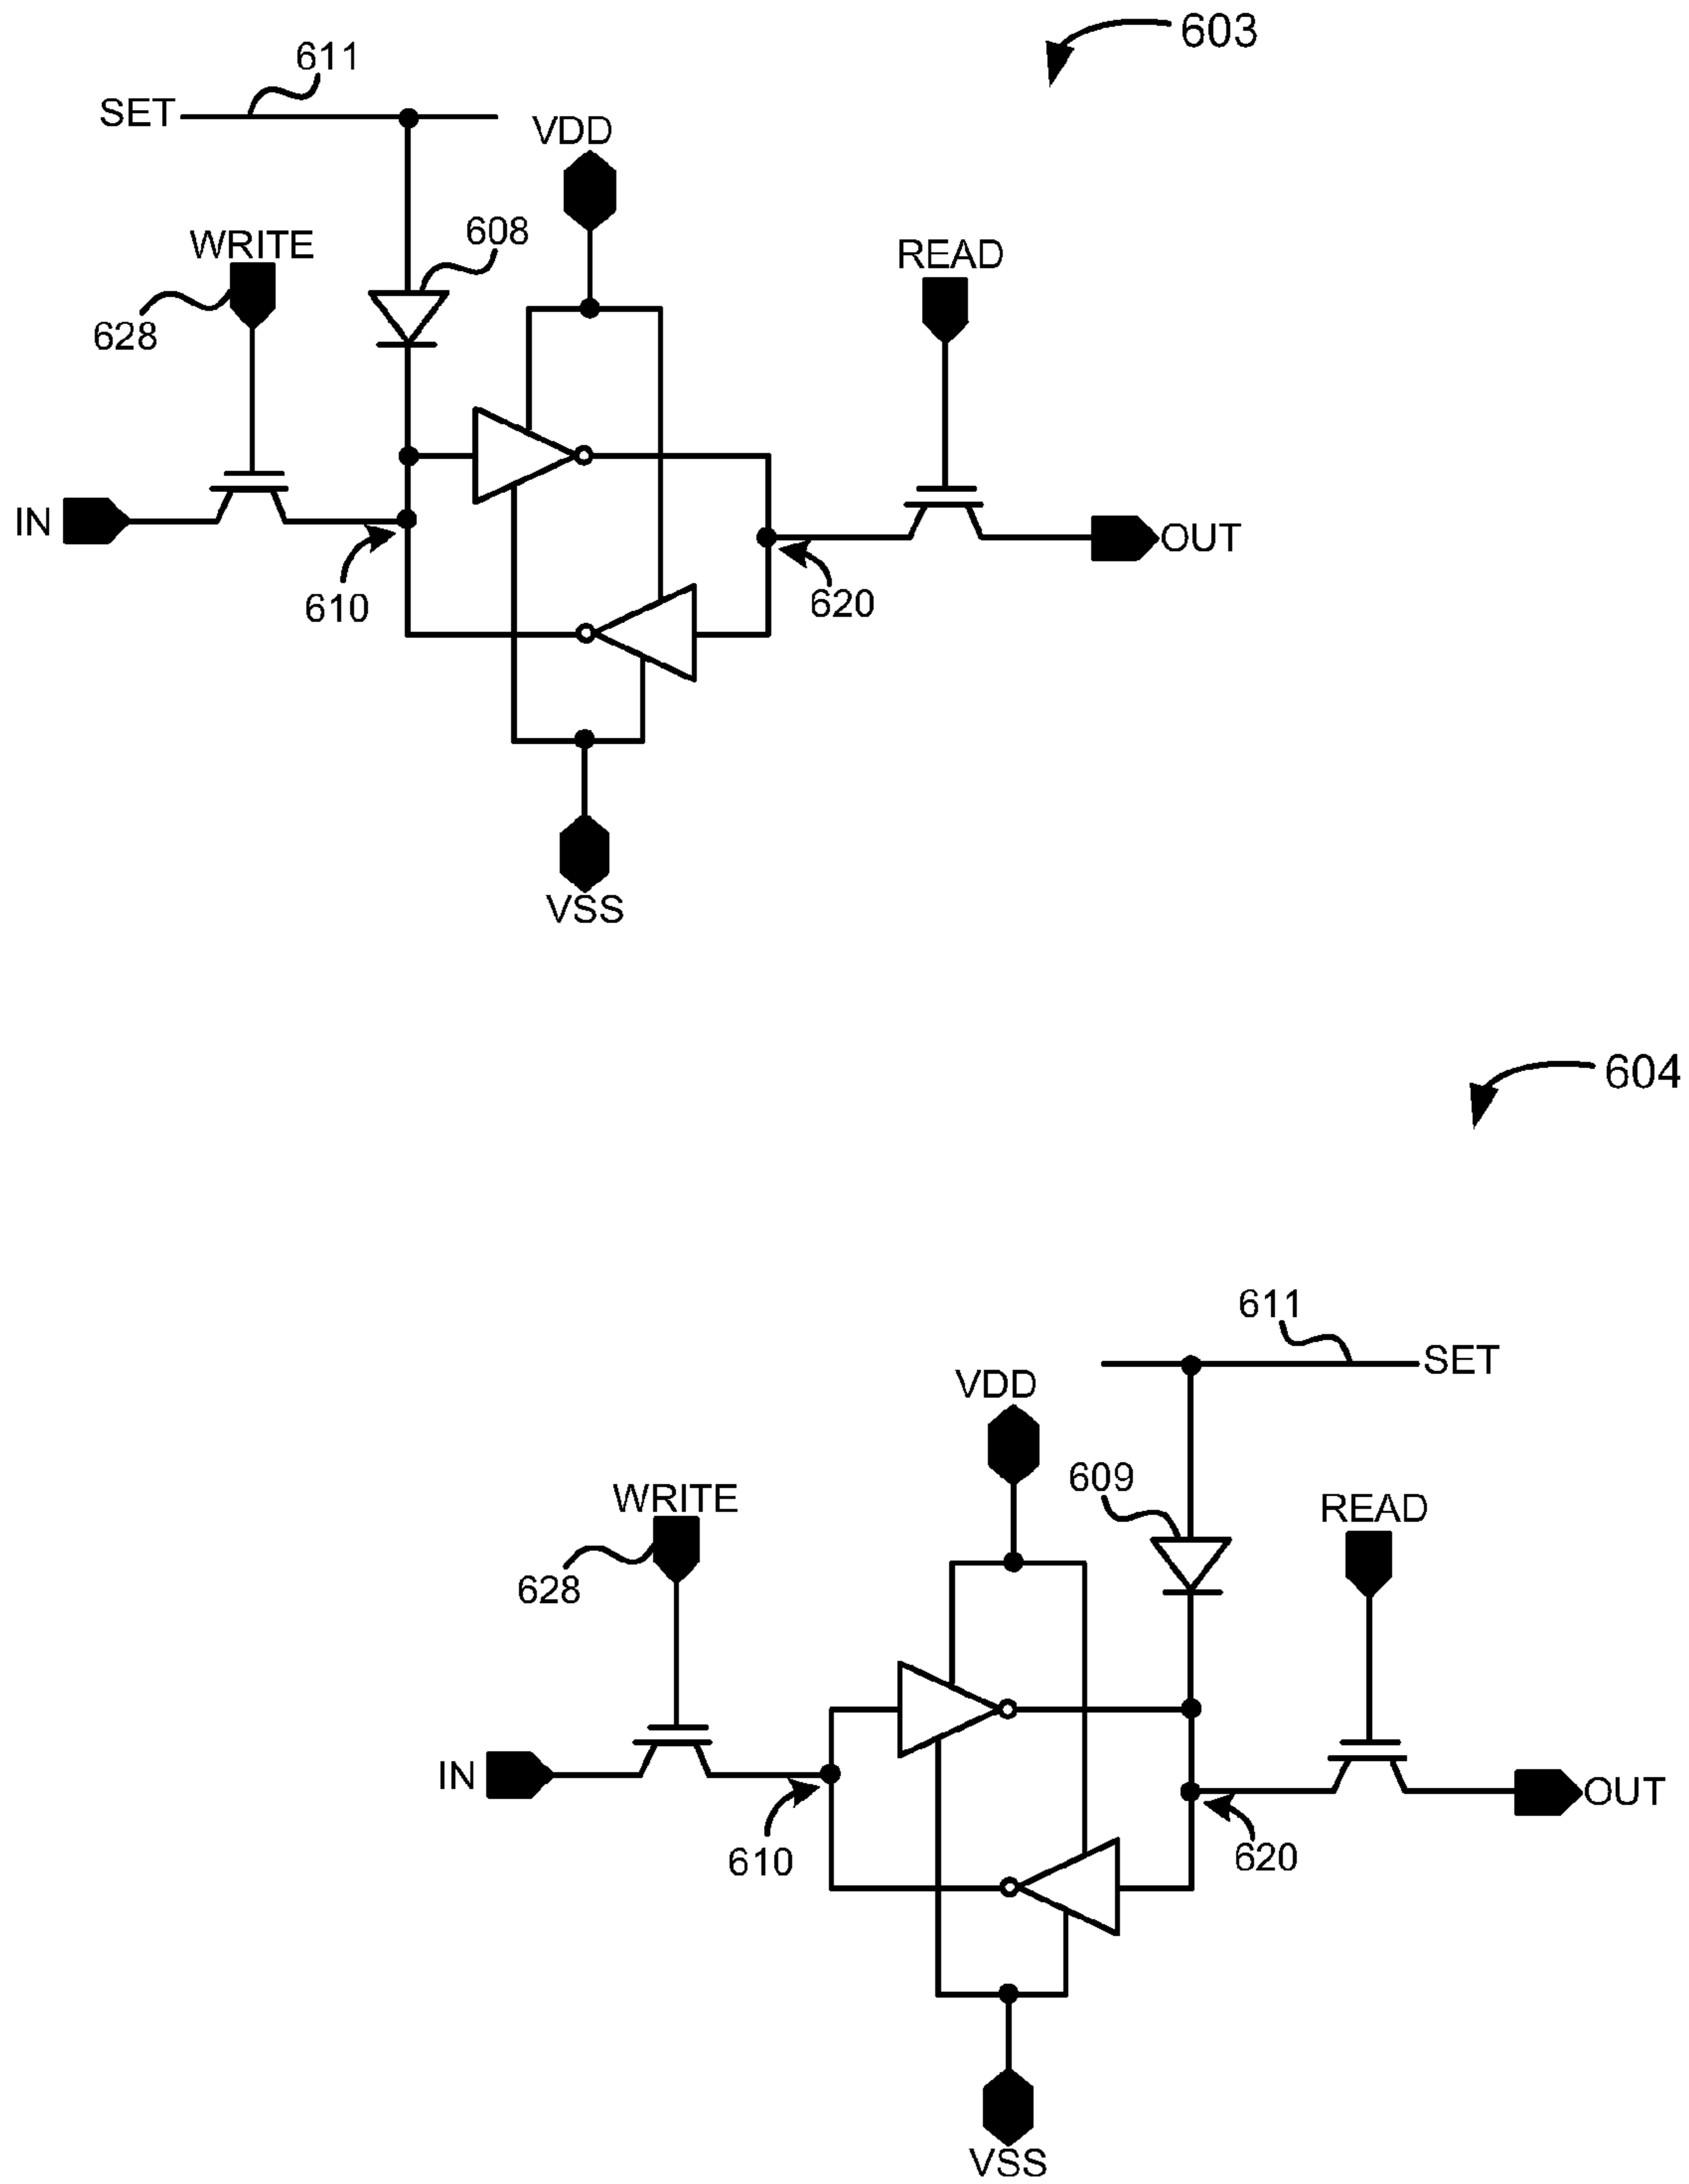 603
611
SET
VDD
608
WRITE
READ
628
IN
OUT
610
620
VSS
604
611
SET
VDD
609
WRITE
READ
628
IN
OUT
610
620
VSS